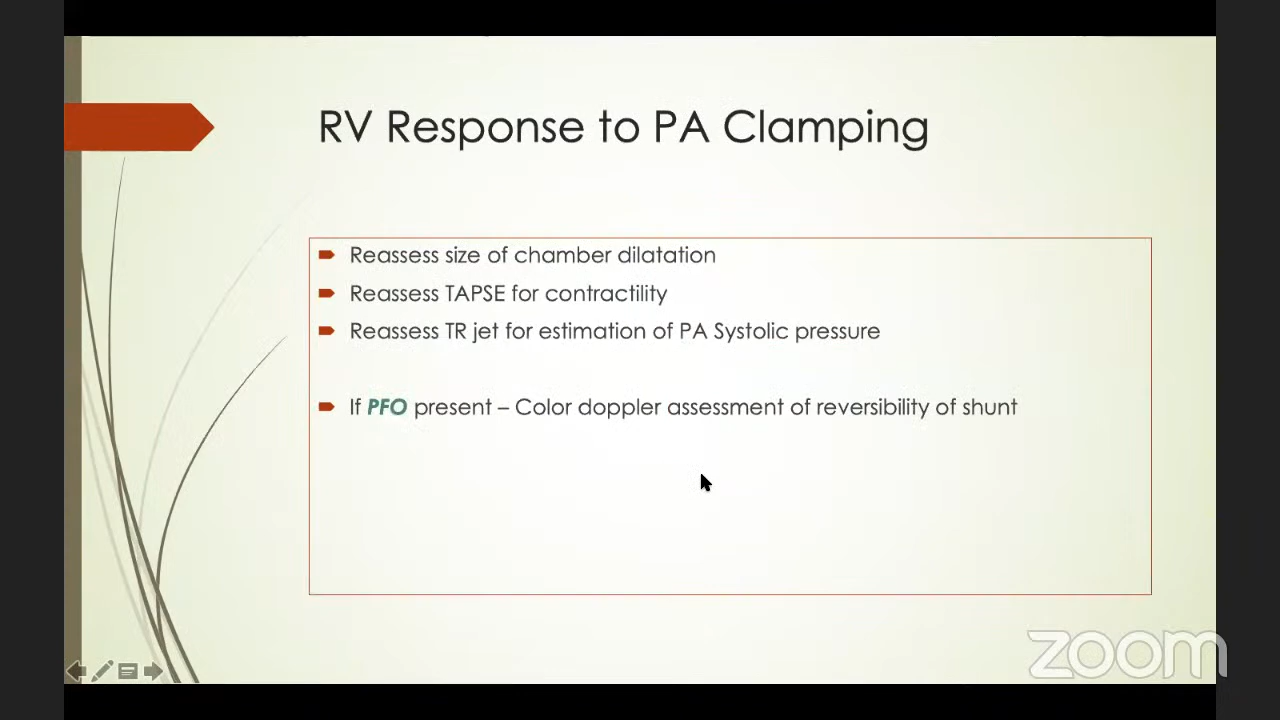 RV Response to PA Clamping
Reassess size of chamber dilatation
Reassess TAPSE for contractility
Reassess TR jet for estimation of PA Systolic pressure
If PFO present – Color doppler assessment of reversibility of shunt
zoom